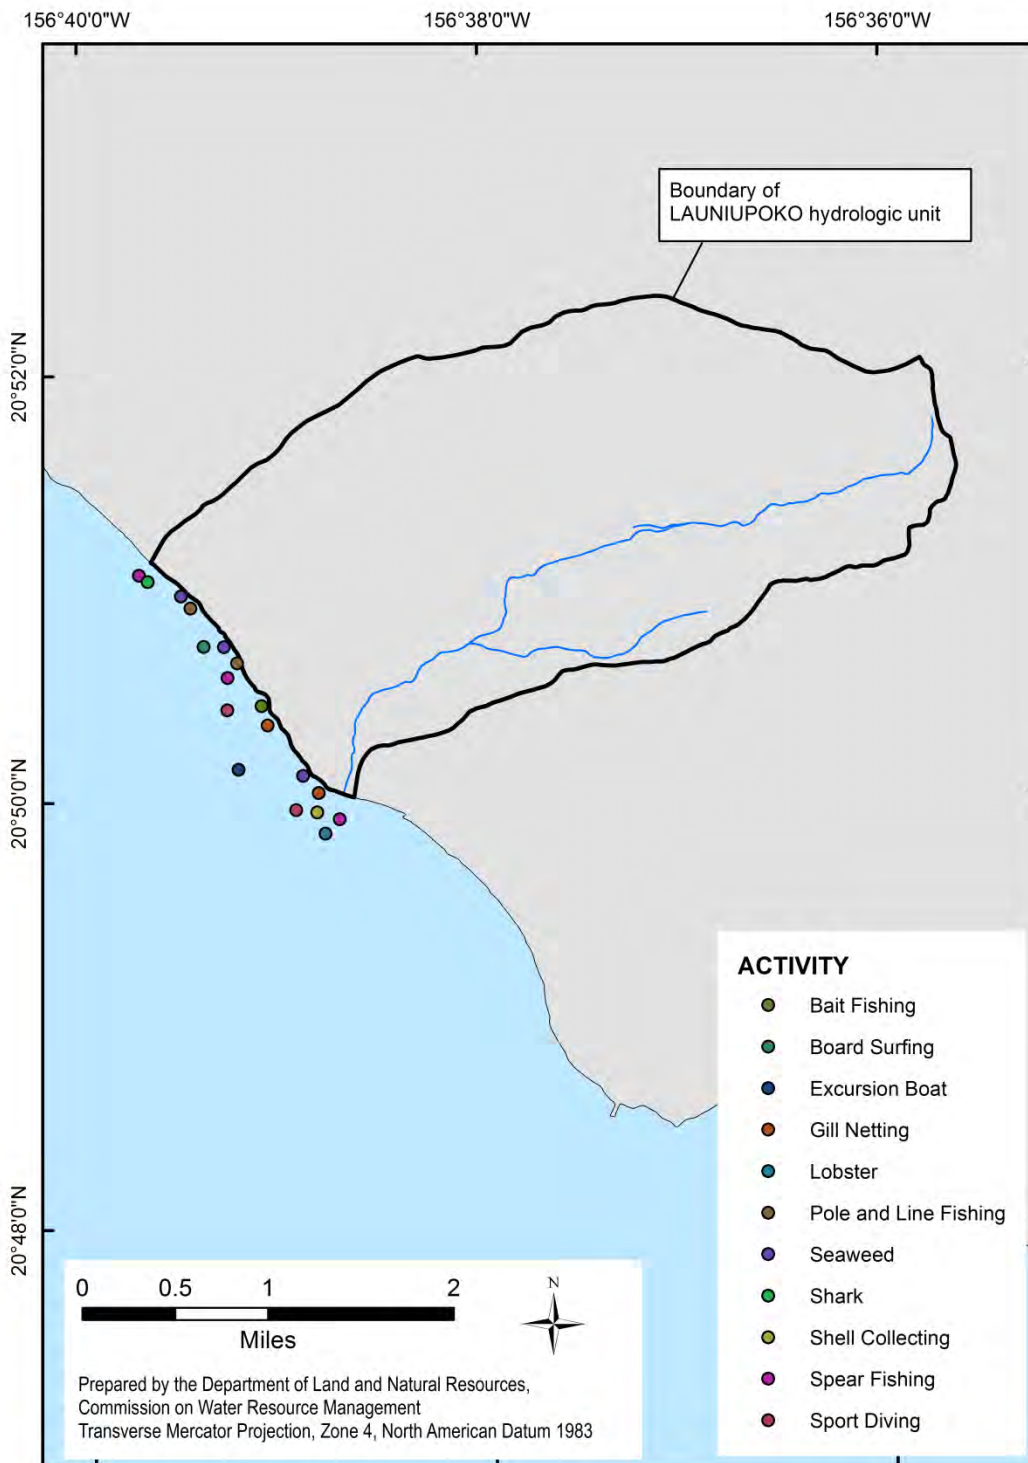 156°40'0"W
156°38'0"W
156°36'0"W
Boundary of
LAUNIUPOKO hydrologic unit
20°52'0"N
20°50'0"N
20°48'0"N
ACTIVITY
Bait Fishing
Board Surfing
Excursion Boat
Gill Netting
Lobster
Pole and Line Fishing
Seaweed
Shark
Shell Collecting
Spear Fishing
Sport Diving
0 0.5 1 2
Miles
N
Prepared by the Department of Land and Natural Resources,
Commission on Water Resource Management
Transverse Mercator Projection, Zone 4, North American Datum 1983